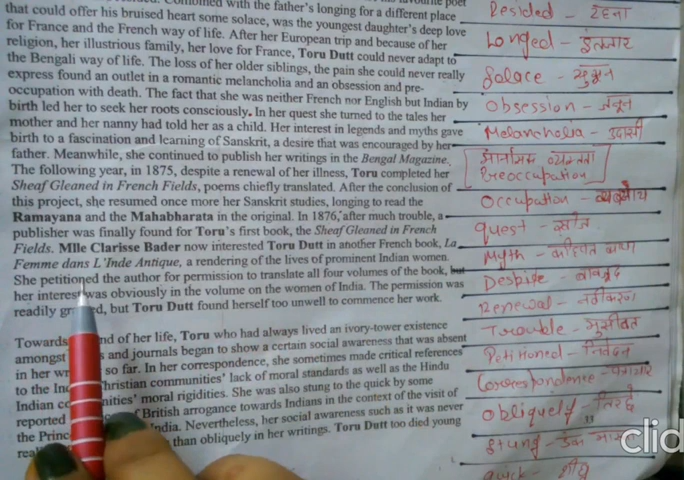 that could offer his bruised heart some solace, was the youngest daughter's deep love
for France and the French way of life. After her European trip and because of her
religion, her illustrious family, her love for France, Toru Dutt could never adapt to
the Bengali way of life. The loss of her older siblings, the pain she could never really
express found an outlet in a romantic melancholia and an obsession and pre-
occupation with death. The fact that she was neither French nor English but Indian by
birth led her to seek her roots consciously. In her quest she turned to the tales her
mother and her nanny had told her as a child. Her interest in legends and myths gave
birth to a fascination and learning of Sanskrit, a desire that was encouraged by her
father. Meanwhile, she continued to publish her writings in the Bengal Magazine.
The following year, in 1875, despite a renewal of her illness, Toru completed her
Sheaf Gleaned in French Fields, poems chiefly translated. After the conclusion of
this project, she resumed once more her Sanskrit studies, longing to read the
Ramayana and the Mahabharata in the original. In 1876, after much trouble, a
publisher was finally found for Toru's first book, the Sheaf Gleaned in French
Fields. Mlle Clarisse Bader now interested Toru Dutt in another French book, La
Femme dans L'Inde Antique, a rendering of the lives of prominent Indian women.
She petitioned the author for permission to translate all four volumes of the book, but
her interest was obviously in the volume on the women of India. The permission was
readily but Toru Dutt found herself too unwell to commence her work.
Towards end of her life, Toru who had always lived an ivory-tower existence
amongst and journals began to show a certain social awareness that was absent
in her so far. In her correspondence, she sometimes made critical references
to the Christian communities' lack of moral standards as well as the Hindu
Indian moral rigidities. She was also stung to the quick by some
reported of British arrogance towards Indians in the context of the visit of
the India. Nevertheless, her social awareness such as it was never
than obliquely in her writings. Toru Dutt too died young
Desided - रहना
Longed - इंतजार
Solace - सुकून
Obsession - जुनून
Melancholia - उदासी
व्यस्तता
Preoccupation
Occupation - व्यवसाय
quest - खोज
Myth - कल्पित कथा
Despite - बावजूद
Renewal - नवीकरण
Trouble - मुसीबत
Petitioned - निवेदन
Correspondence - पत्राचार
Obliquely - तिरछे
33
Stung - डंक
quick - शीघ्र